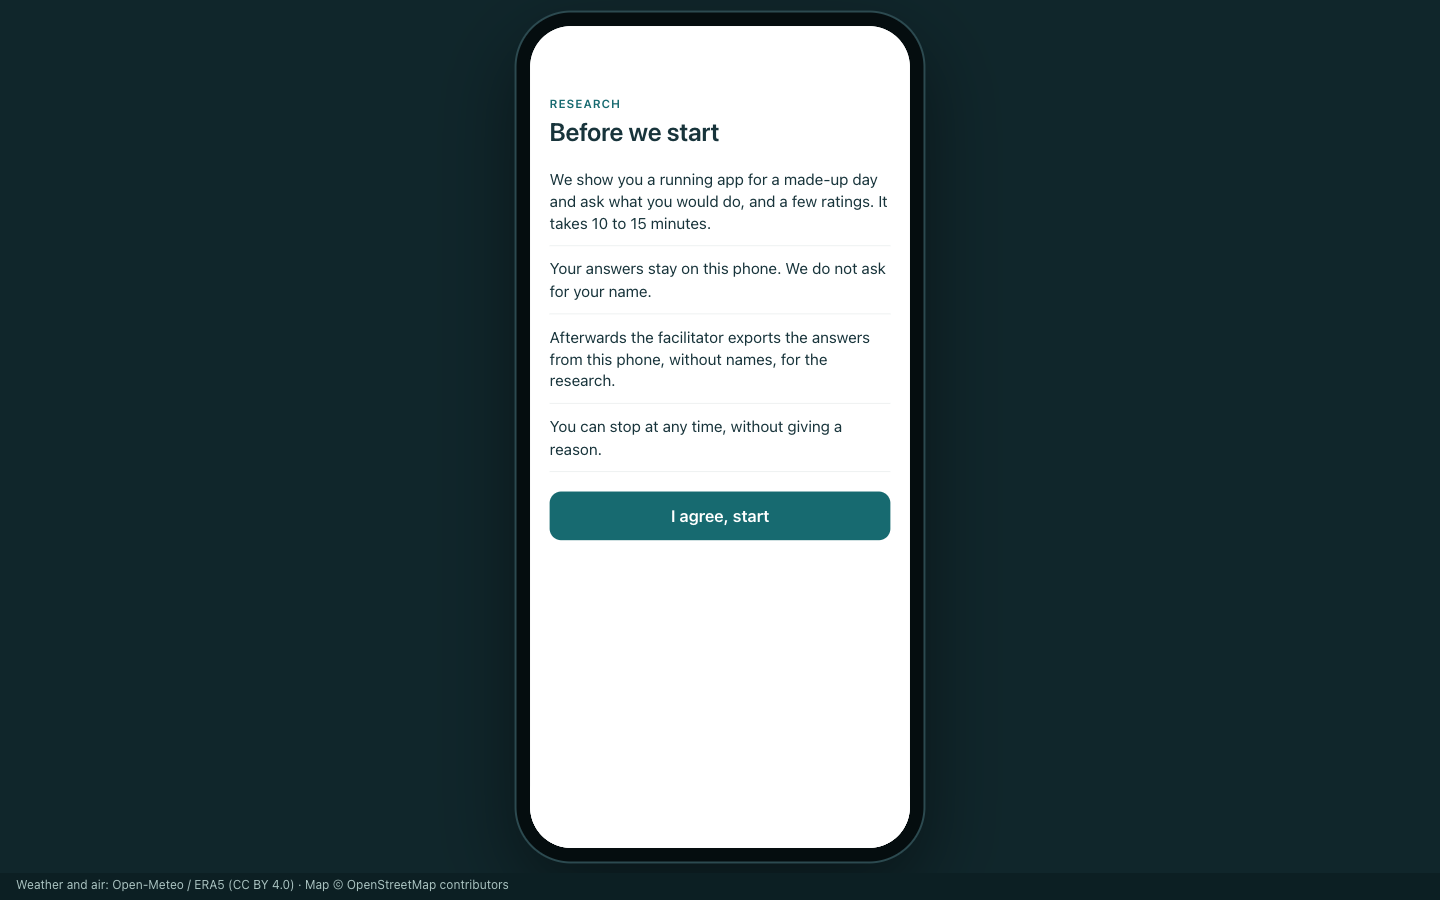 RESEARCH
Before we start
We show you a running app for a made-up day
and ask what you would do, and a few ratings. It
takes 10 to 15 minutes.
Your answers stay on this phone. We do not ask
for your name.
Afterwards the facilitator exports the answers
from this phone, without names, for the
research.
You can stop at any time, without giving a
reason.
I agree, start
Weather and air: Open-Meteo / ERA5 (CC BY 4.0) · Map © OpenStreetMap contributors